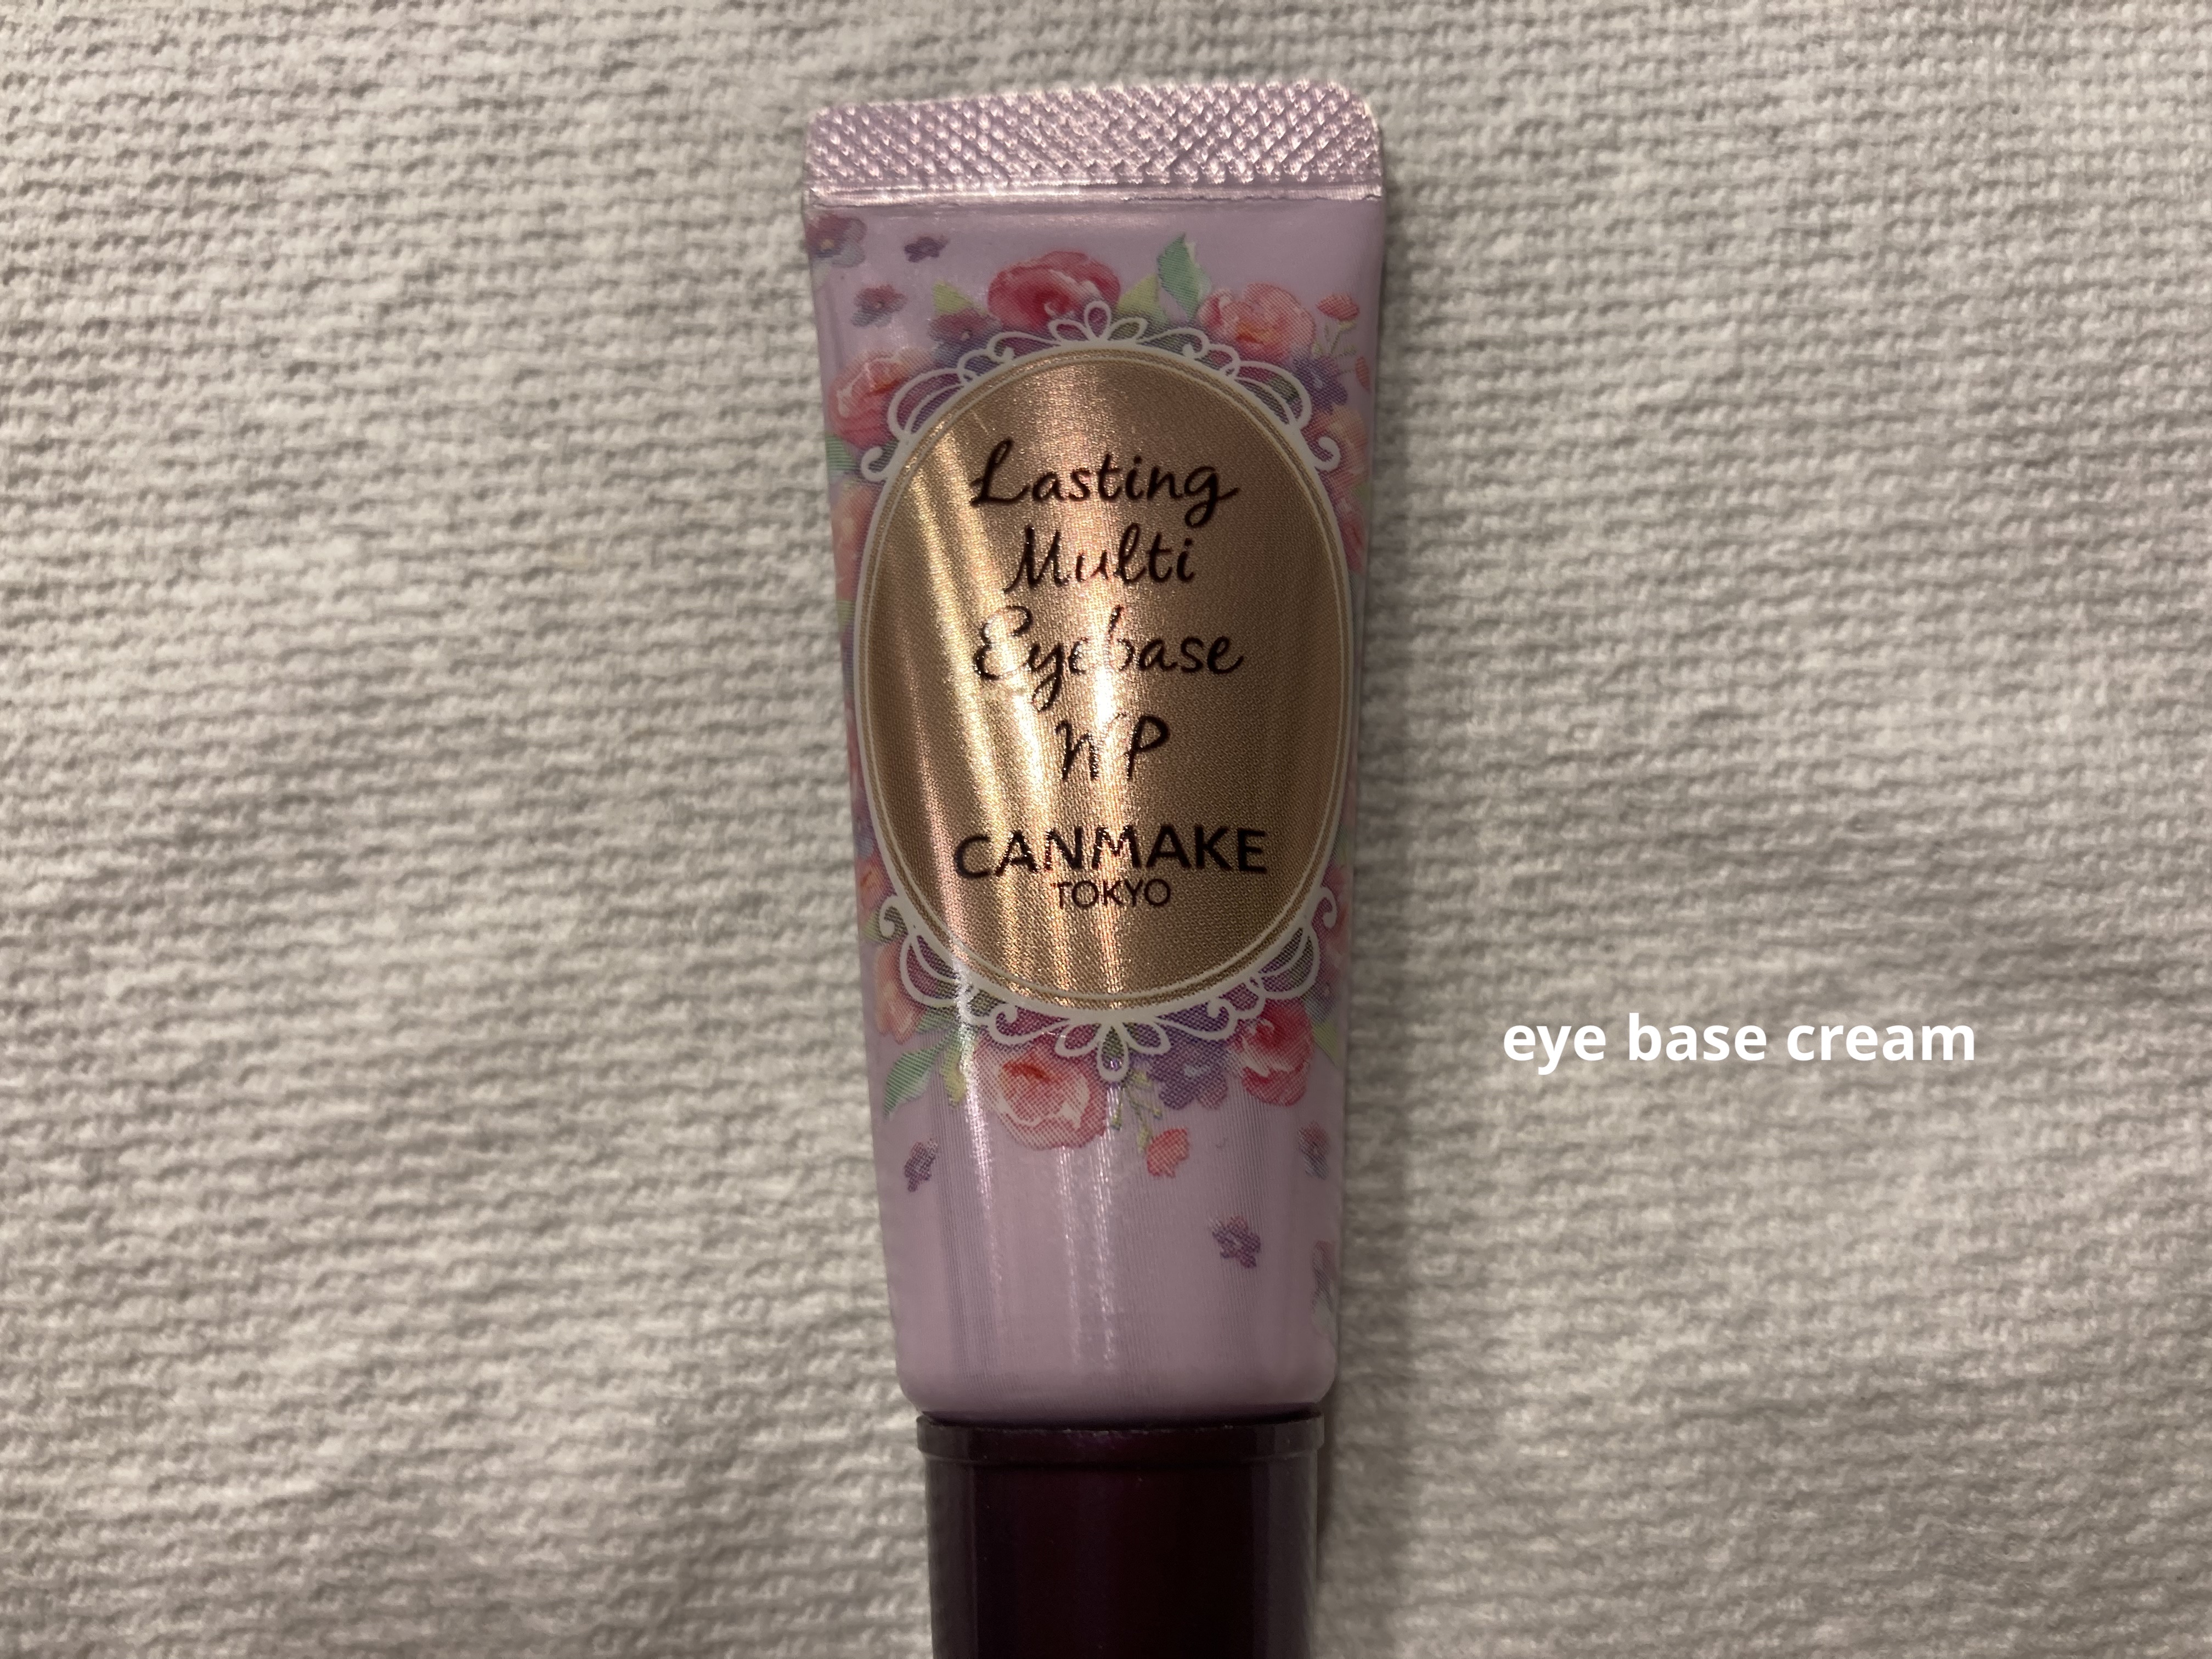 Lasting
Multi
Eyebase
WP
CANMAKE
TOKYO
eye base cream